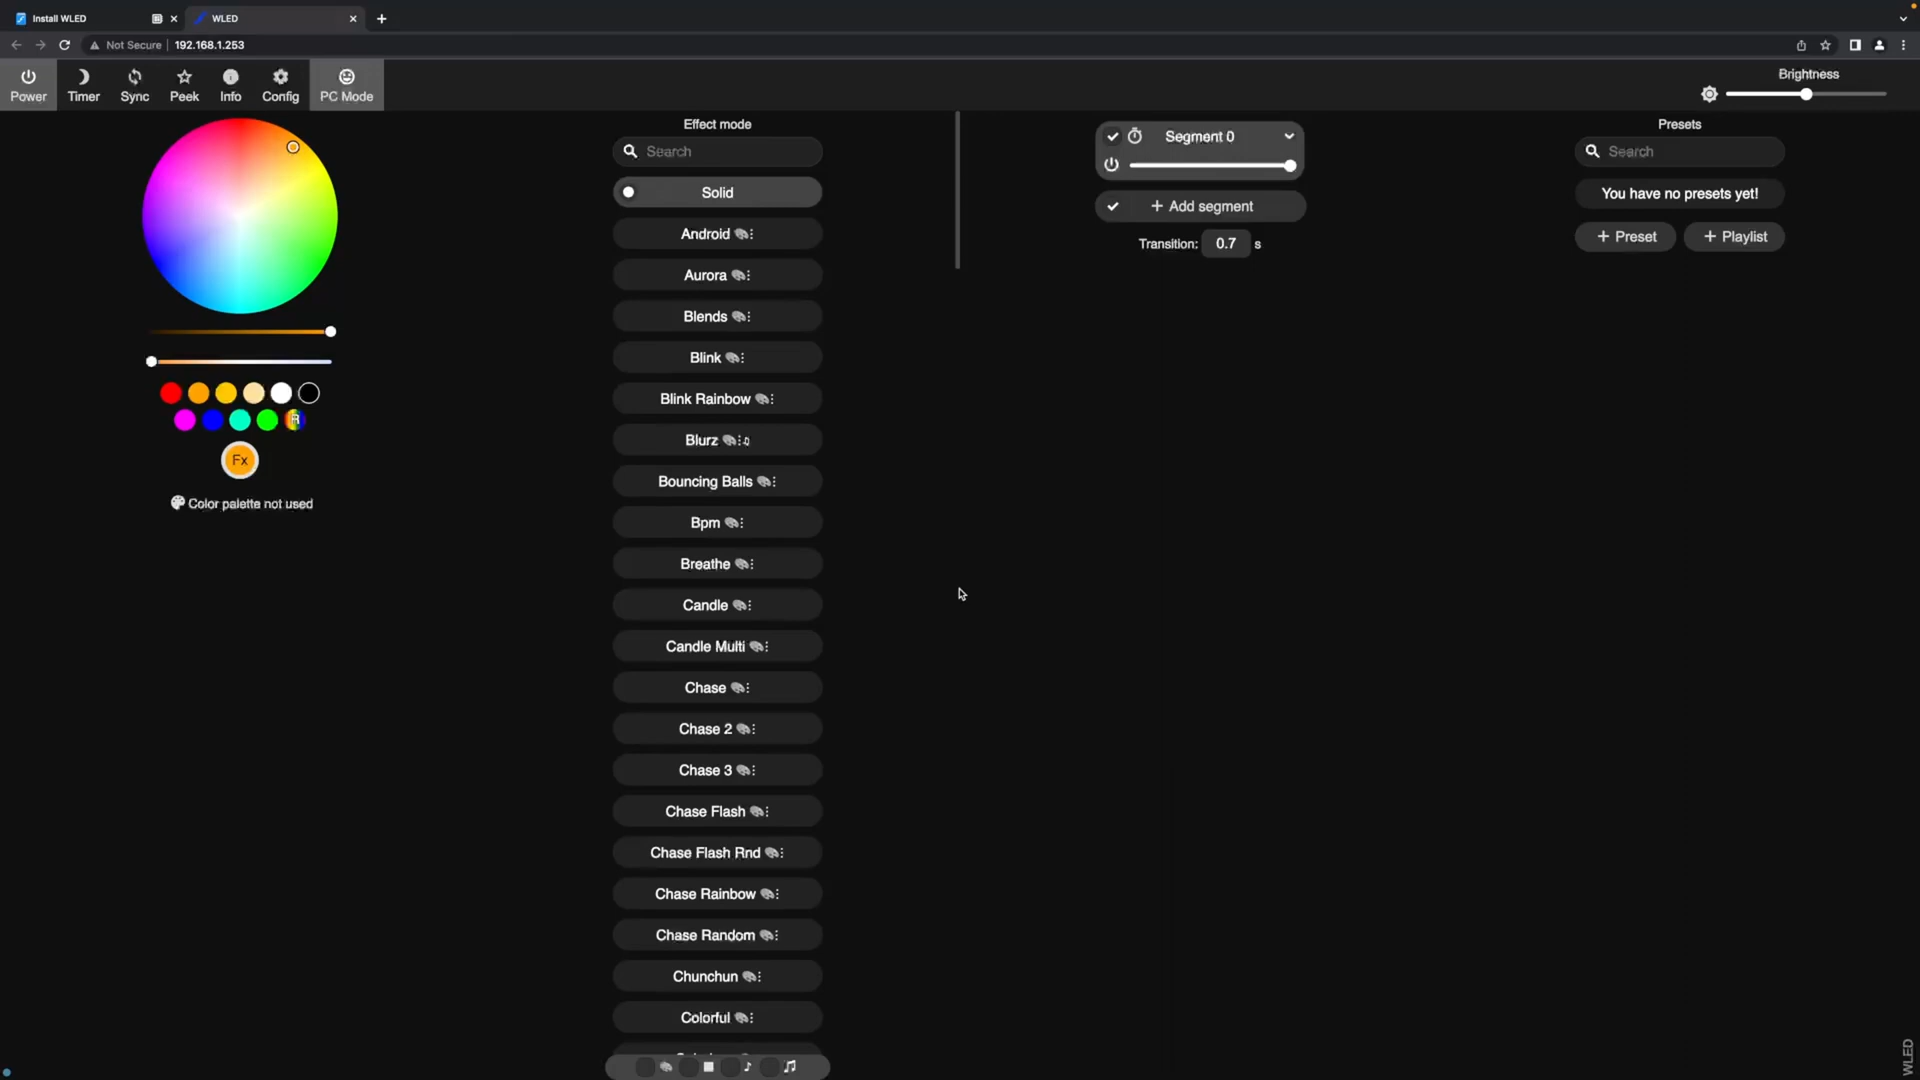 Install WLED
WLED
Not Secure
192.168.1.253
Power
Timer
Sync
Peek
Info
Config
PC Mode
Brightness
Fx
R
Color palette not used
Effect mode
Search
Solid
Android
Aurora
Blends
Blink
Blink Rainbow
Blurz
Bouncing Balls
Bpm
Breathe
Candle
Candle Multi
Chase
Chase 2
Chase 3
Chase Flash
Chase Flash Rnd
Chase Rainbow
Chase Random
Chunchun
Colorful
Segment 0
+ Add segment
Transition: 0.7 s
Presets
Search
You have no presets yet!
+ Preset
+ Playlist
WLED